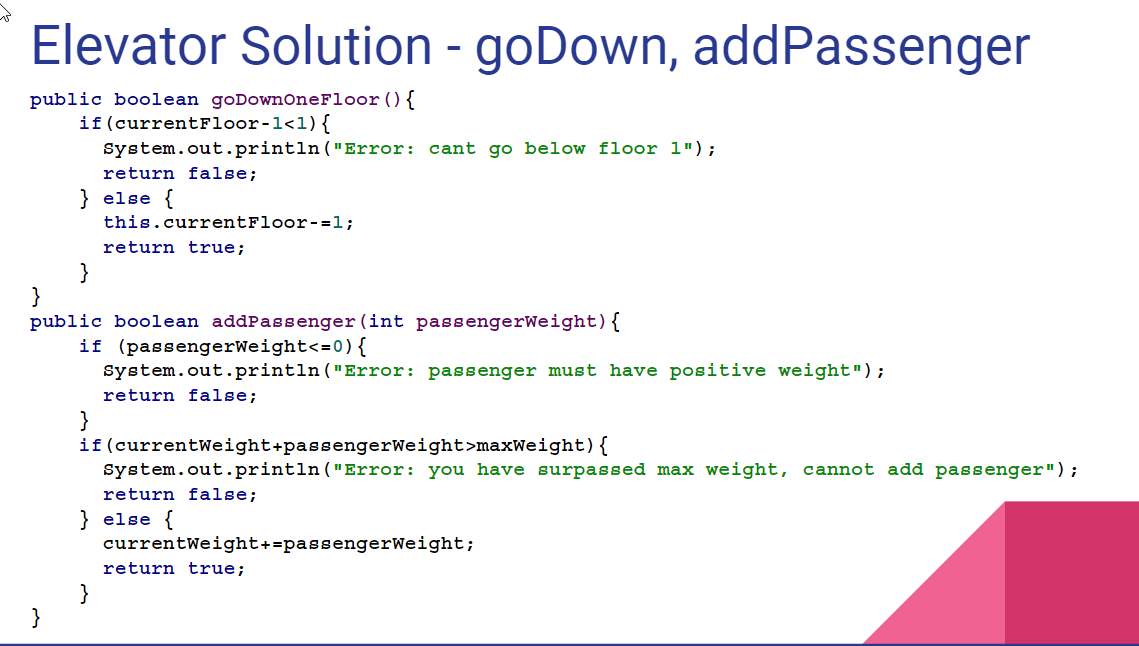 Elevator Solution - goDown, addPassenger
public boolean goDownOneFloor(){
    if(currentFloor-1<1){
      System.out.println("Error: cant go below floor 1");
      return false;
    } else {
      this.currentFloor-=1;
      return true;
    }
}
public boolean addPassenger(int passengerWeight){
    if (passengerWeight<=0){
      System.out.println("Error: passenger must have positive weight");
      return false;
    }
    if(currentWeight+passengerWeight>maxWeight){
      System.out.println("Error: you have surpassed max weight, cannot add passenger");
      return false;
    } else {
      currentWeight+=passengerWeight;
      return true;
    }
}